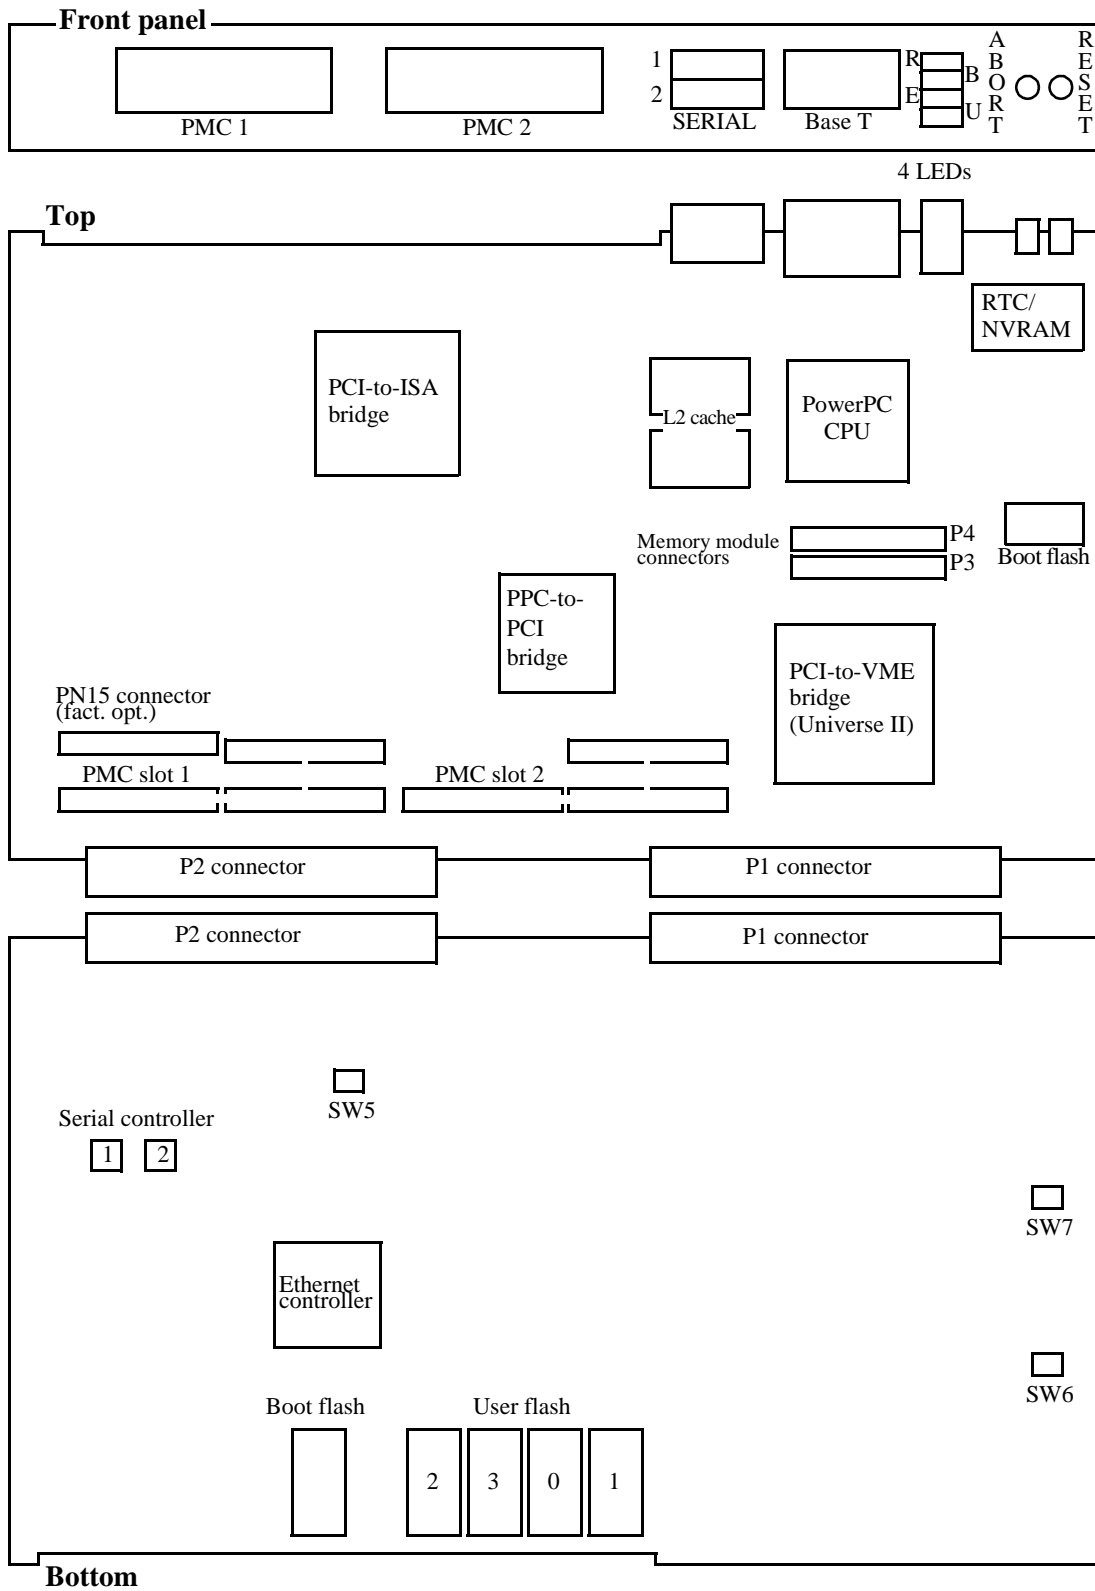 Front panel
PMC 1
PMC 2
1
2
SERIAL
Base T
R
B
E
U
ABORT
RESET
4 LEDs
Top
RTC/
NVRAM
PCI-to-ISA
bridge
L2 cache
PowerPC
CPU
Memory module
connectors
P4
P3
Boot flash
PPC-to-
PCI
bridge
PCI-to-VME
bridge
(Universe II)
PN15 connector
(fact. opt.)
PMC slot 1
PMC slot 2
P2 connector
P1 connector
P2 connector
P1 connector
SW5
Serial controller
1
2
SW7
Ethernet
controller
SW6
Boot flash
User flash
2
3
0
1
Bottom